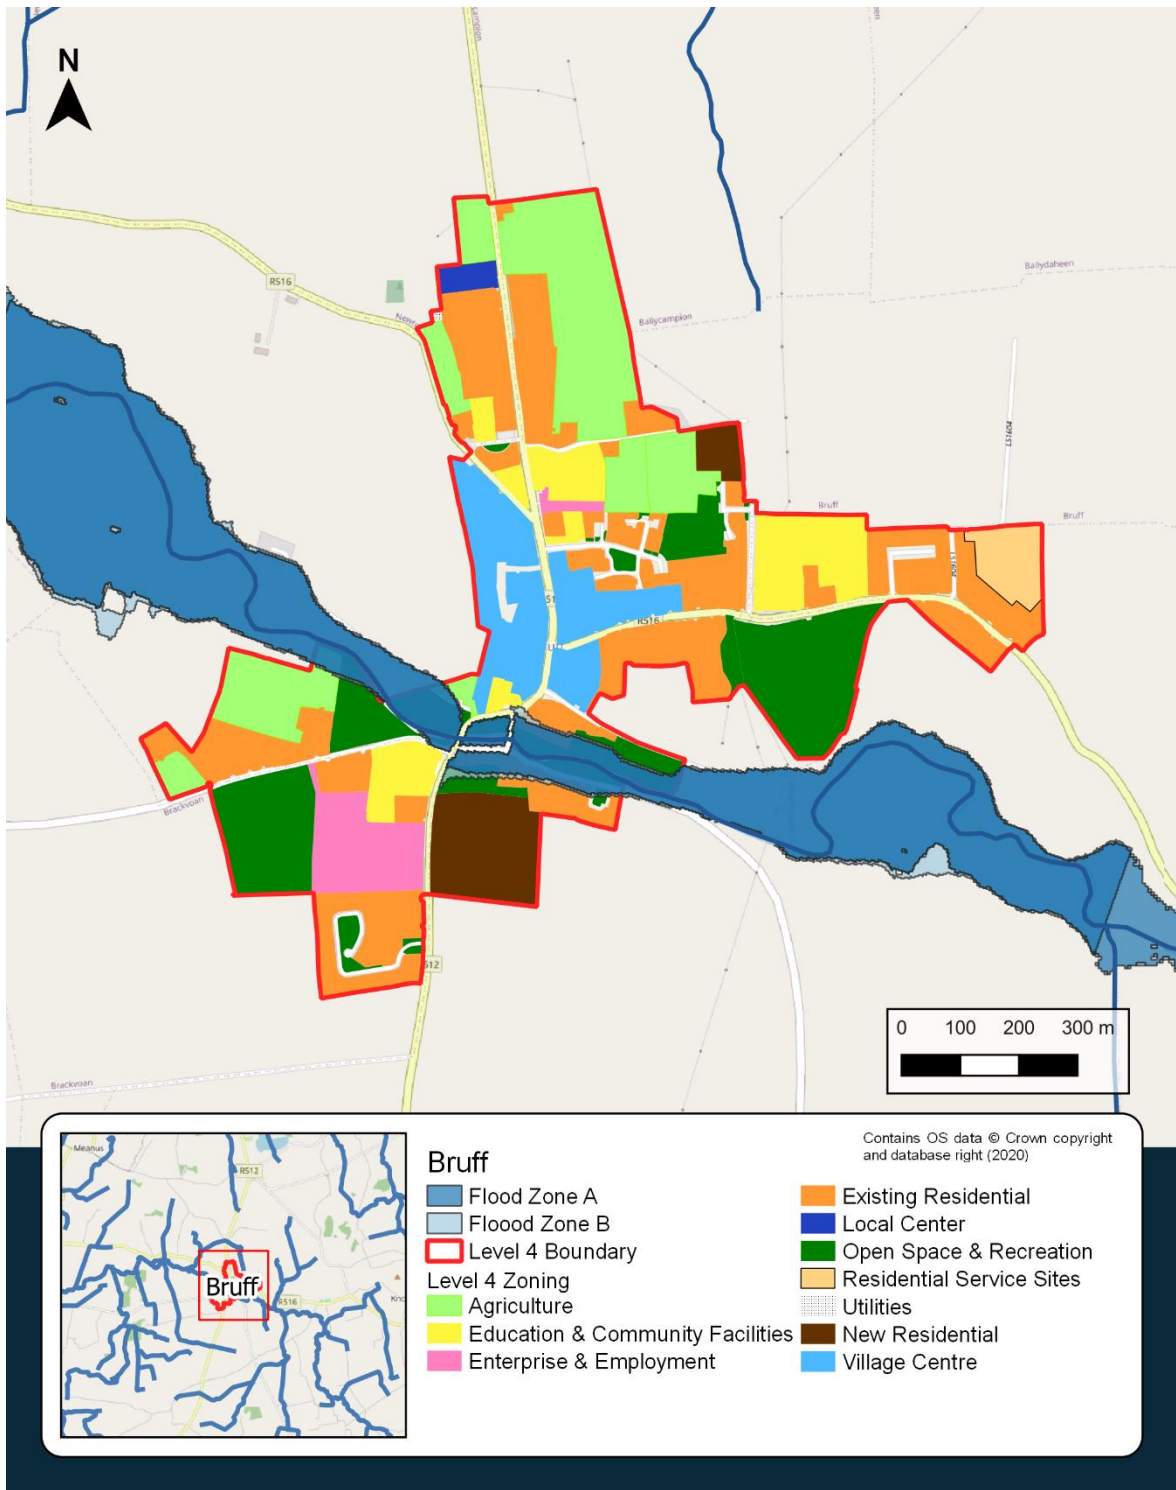 N
R516
Ballydaheen
Ballycampion
LS1604
Bruff
Bruff
R516
Brackvoan
Brackvoan
0 100 200 300 m
Contains OS data © Crown copyright
and database right (2020)
Bruff
Flood Zone A
Floood Zone B
Level 4 Boundary
Level 4 Zoning
Agriculture
Education & Community Facilities
Enterprise & Employment
Existing Residential
Local Center
Open Space & Recreation
Residential Service Sites
Utilities
New Residential
Village Centre
Meanus
R512
Bruff
R516